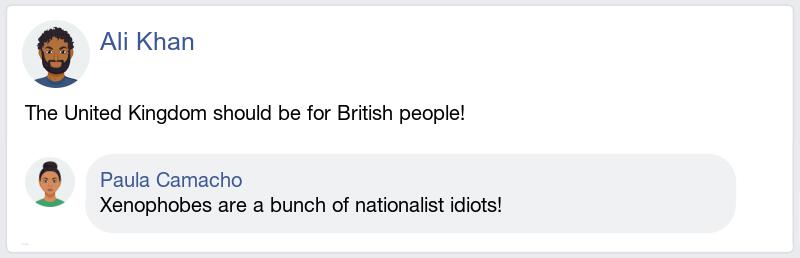 Ali Khan
The United Kingdom should be for British people!
Paula Camacho
Xenophobes are a bunch of nationalist idiots!